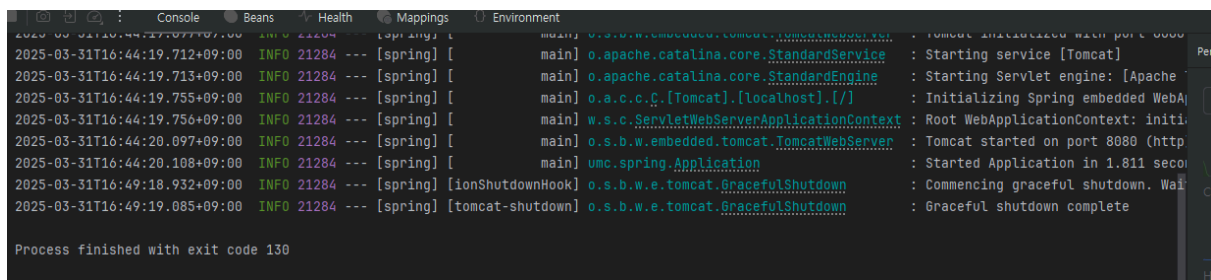 Console Beans Health Mappings Environment
2025-03-31T16:44:19.712+09:00 INFO 21284 --- [spring] [ main] o.apache.catalina.core.StandardService : Starting service [Tomcat]
2025-03-31T16:44:19.713+09:00 INFO 21284 --- [spring] [ main] o.apache.catalina.core.StandardEngine : Starting Servlet engine: [Apache
2025-03-31T16:44:19.755+09:00 INFO 21284 --- [spring] [ main] o.a.c.c.C.[Tomcat].[localhost].[/] : Initializing Spring embedded WebA
2025-03-31T16:44:19.756+09:00 INFO 21284 --- [spring] [ main] w.s.c.ServletWebServerApplicationContext : Root WebApplicationContext: initi
2025-03-31T16:44:20.097+09:00 INFO 21284 --- [spring] [ main] o.s.b.w.embedded.tomcat.TomcatWebServer : Tomcat started on port 8080 (http
2025-03-31T16:44:20.108+09:00 INFO 21284 --- [spring] [ main] umc.spring.Application : Started Application in 1.811 seco
2025-03-31T16:49:18.932+09:00 INFO 21284 --- [spring] [ionShutdownHook] o.s.b.w.e.tomcat.GracefulShutdown : Commencing graceful shutdown. Wai
2025-03-31T16:49:19.085+09:00 INFO 21284 --- [spring] [tomcat-shutdown] o.s.b.w.e.tomcat.GracefulShutdown : Graceful shutdown complete
Process finished with exit code 130